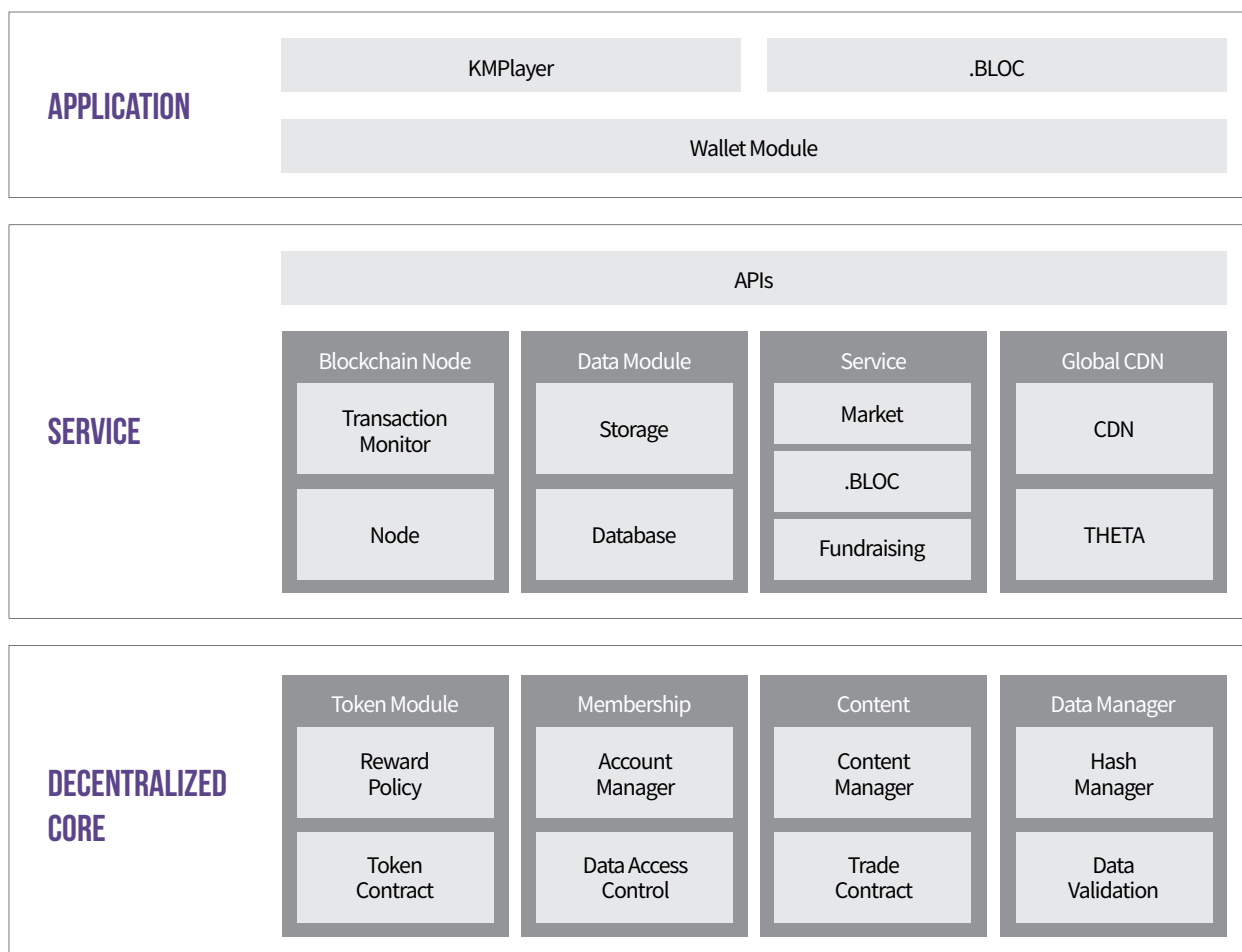 APPLICATION
KMPlayer
.BLOC
Wallet Module
SERVICE
APIs
Blockchain Node
Transaction
Monitor
Node
Data Module
Storage
Database
Service
Market
.BLOC
Fundraising
Global CDN
CDN
THETA
DECENTRALIZED
CORE
Token Module
Reward
Policy
Token
Contract
Membership
Account
Manager
Data Access
Control
Content
Content
Manager
Trade
Contract
Data Manager
Hash
Manager
Data
Validation